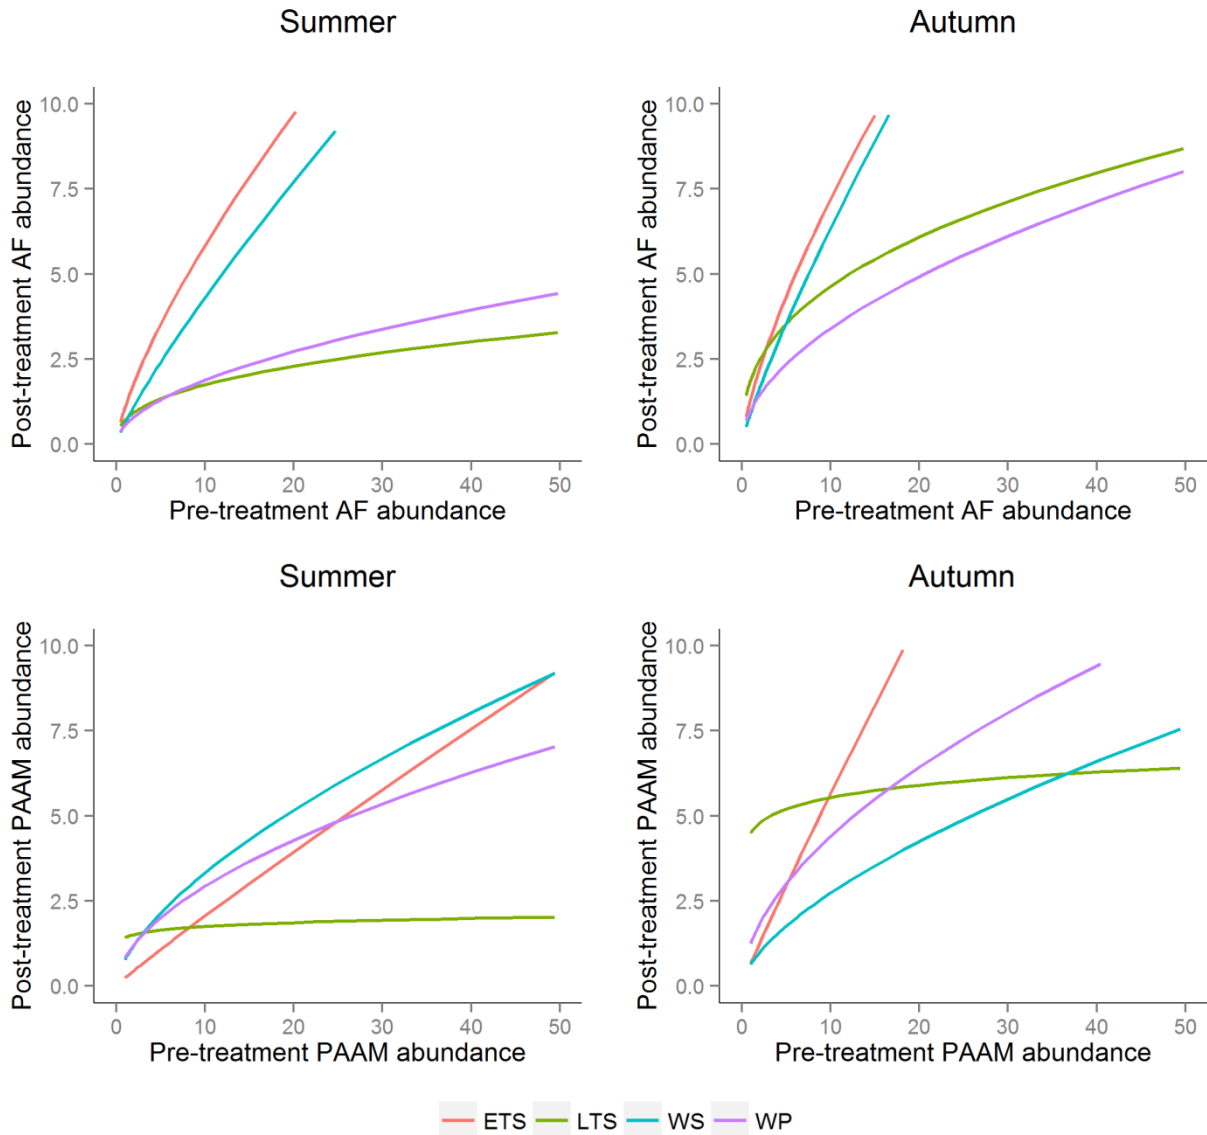 Summer
Autumn
Post-treatment AF abundance
10.0
7.5
5.0
2.5
0.0
0 10 20 30 40 50
Pre-treatment AF abundance
Post-treatment AF abundance
10.0
7.5
5.0
2.5
0.0
0 10 20 30 40 50
Pre-treatment AF abundance
Summer
Autumn
Post-treatment PAAM abundance
10.0
7.5
5.0
2.5
0.0
0 10 20 30 40 50
Pre-treatment PAAM abundance
Post-treatment PAAM abundance
10.0
7.5
5.0
2.5
0.0
0 10 20 30 40 50
Pre-treatment PAAM abundance
ETS LTS WS WP